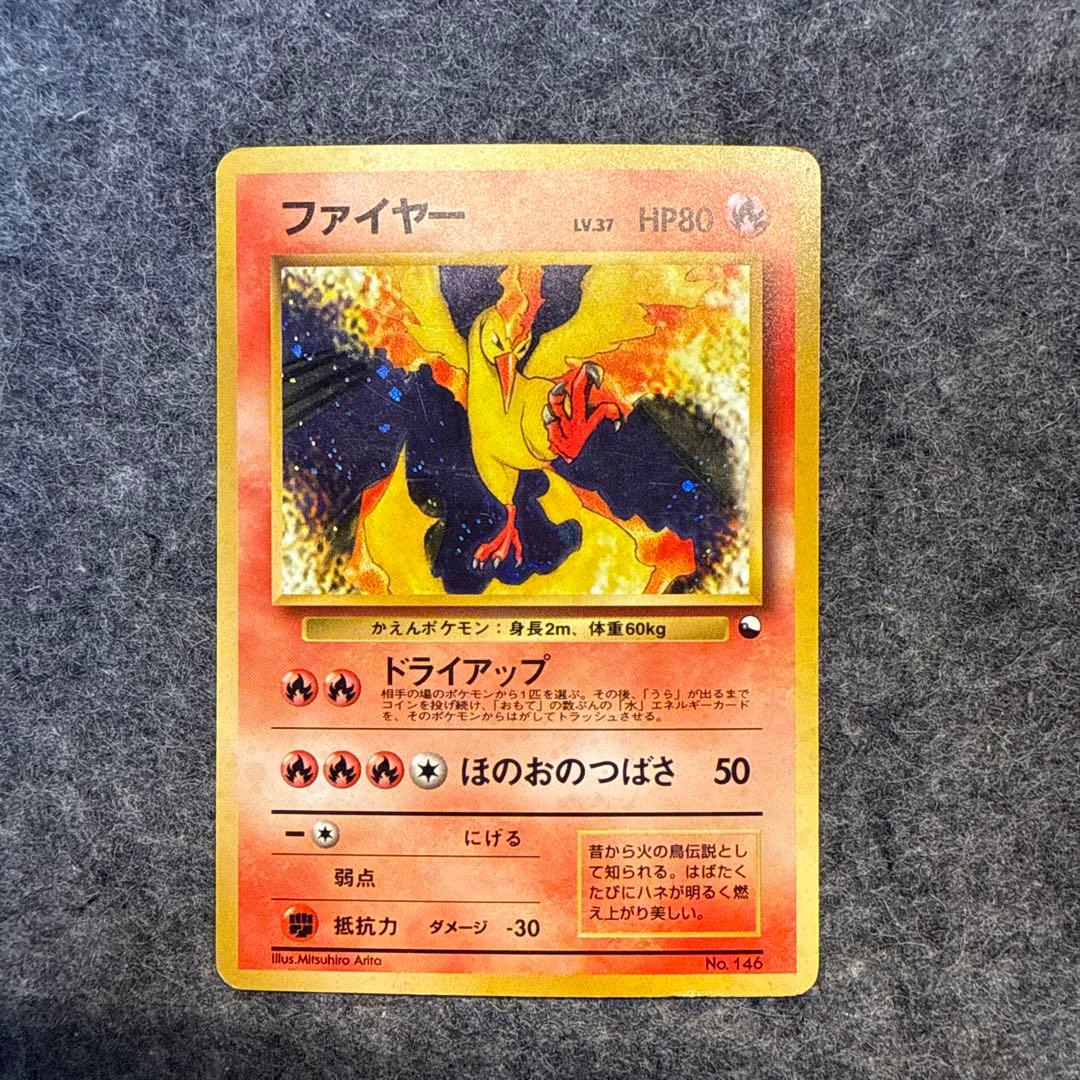 ファイヤー LV.37 HP80
かえんポケモン：身長2m、体重60kg
ドライアップ
相手の場のポケモンから1匹を選ぶ。その後、「うら」が出るまで
コインを投げ続け、「おもて」の数ぶんの「水」エネルギーカード
を、そのポケモンからはがしてトラッシュさせる。
ほのおのつばさ 50
にげる
弱点
抵抗力 ダメージ -30
昔から火の鳥伝説とし
て知られる。はばたく
たびにハネが明るく燃
え上がり美しい。
Illus.Mitsuhiro Arita No. 146